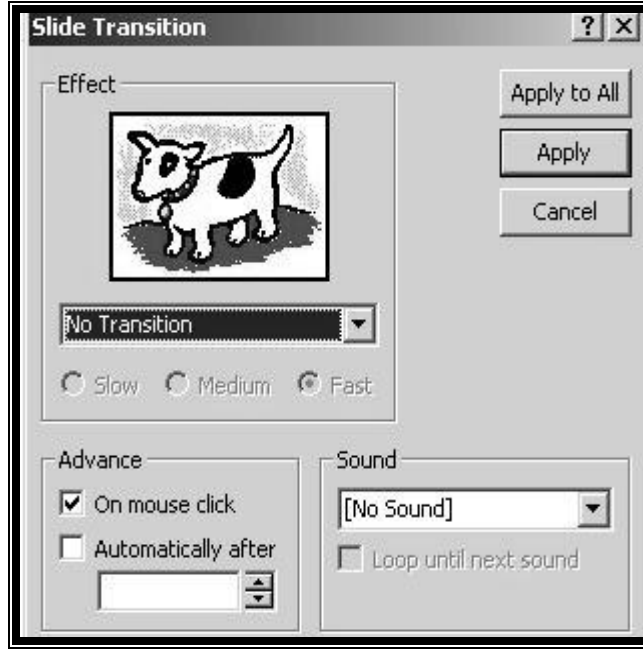 Slide Transition
Effect
Apply to All
Apply
Cancel
No Transition
Slow Medium Fast
Advance
On mouse click
Automatically after
Sound
[No Sound]
Loop until next sound